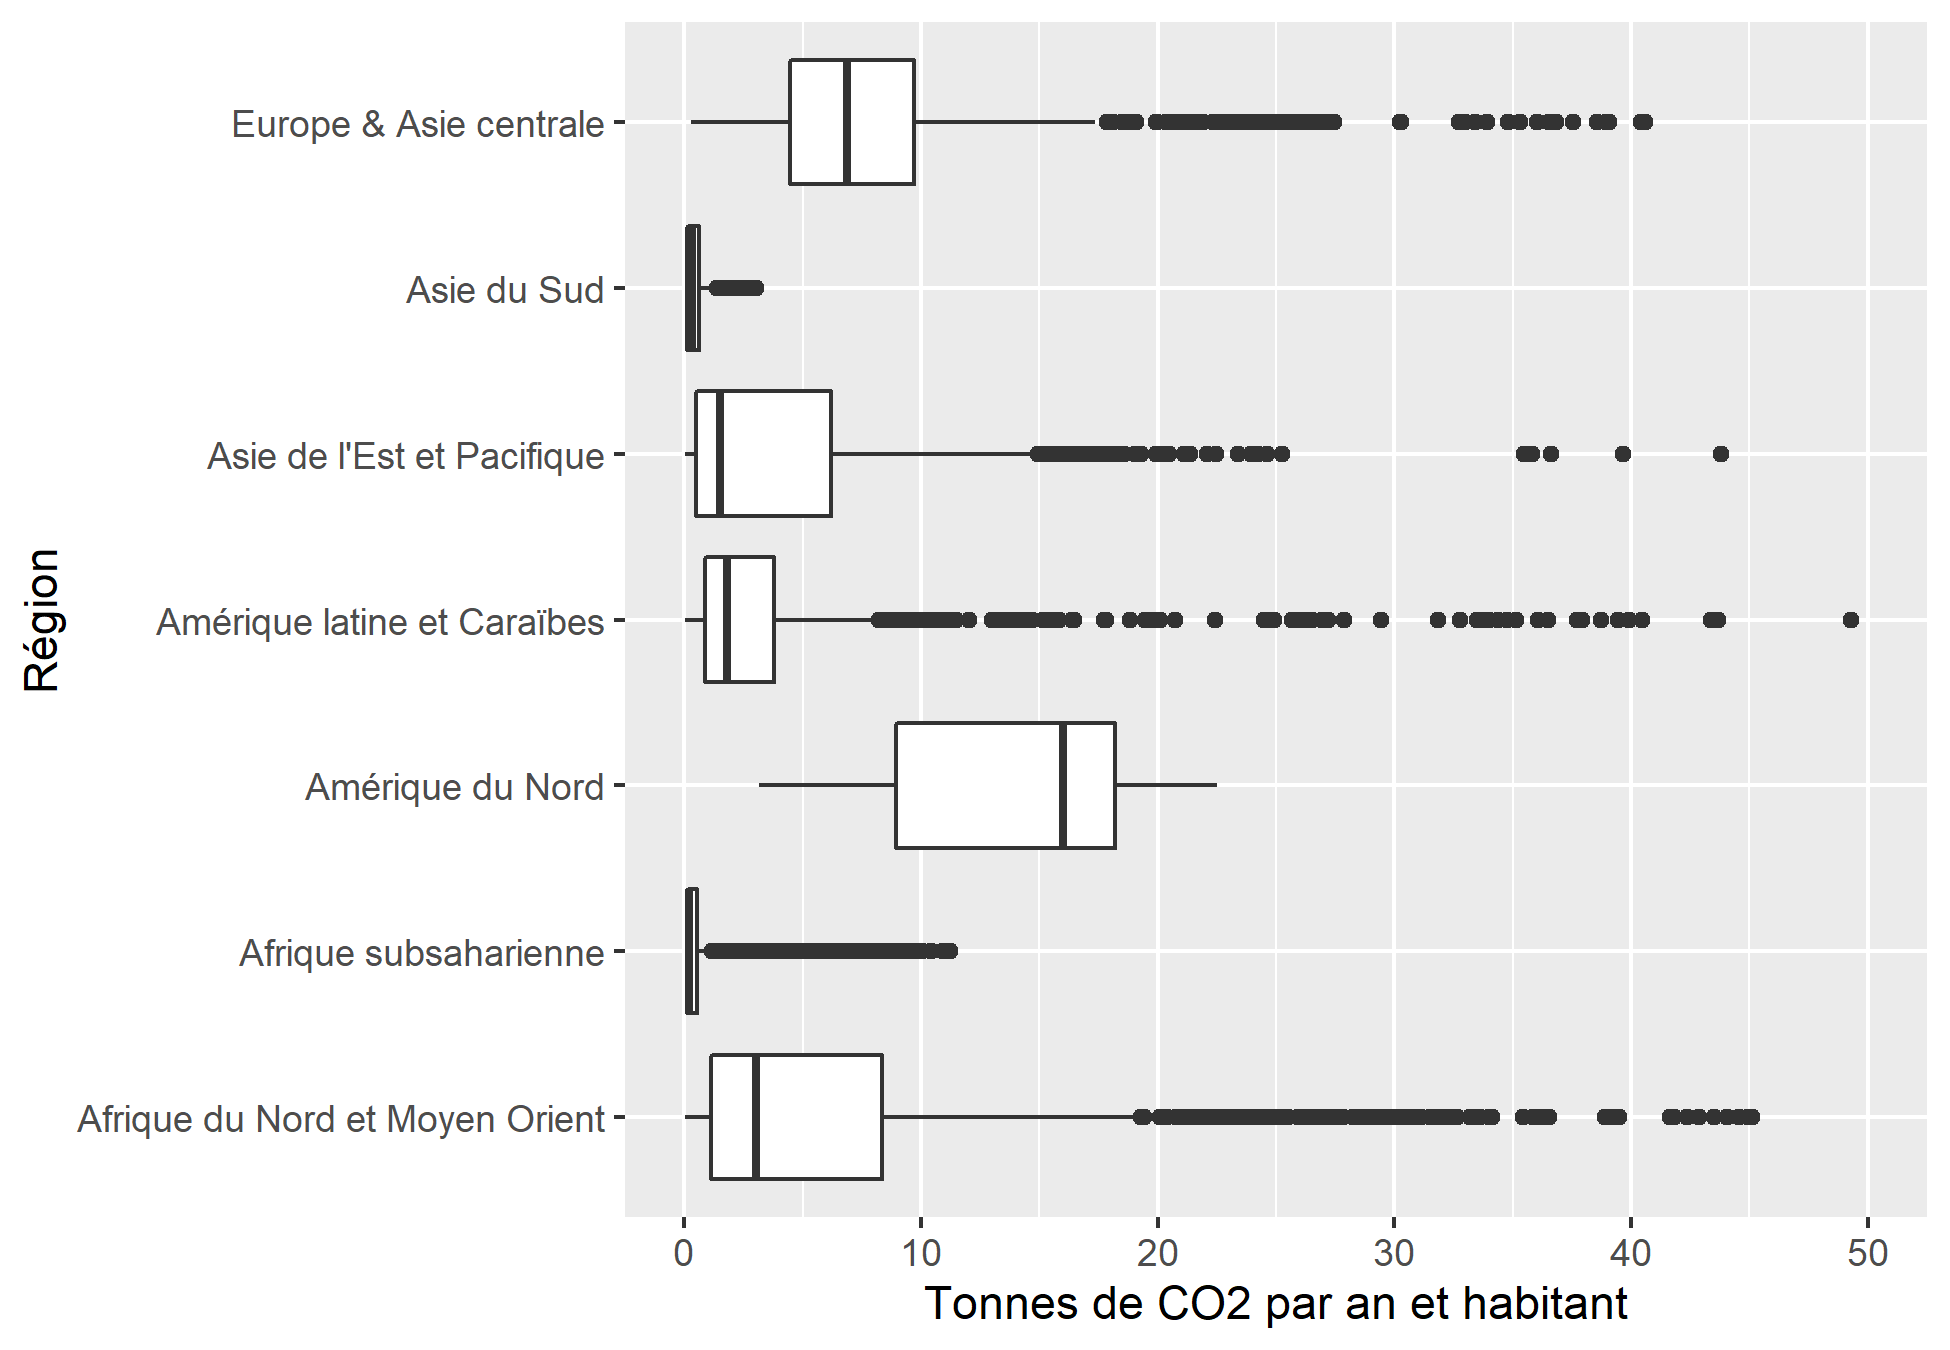 Europe & Asie centrale
Asie du Sud
Asie de l'Est et Pacifique
Amérique latine et Caraïbes
Amérique du Nord
Afrique subsaharienne
Afrique du Nord et Moyen Orient
Région
0 10 20 30 40 50
Tonnes de CO2 par an et habitant